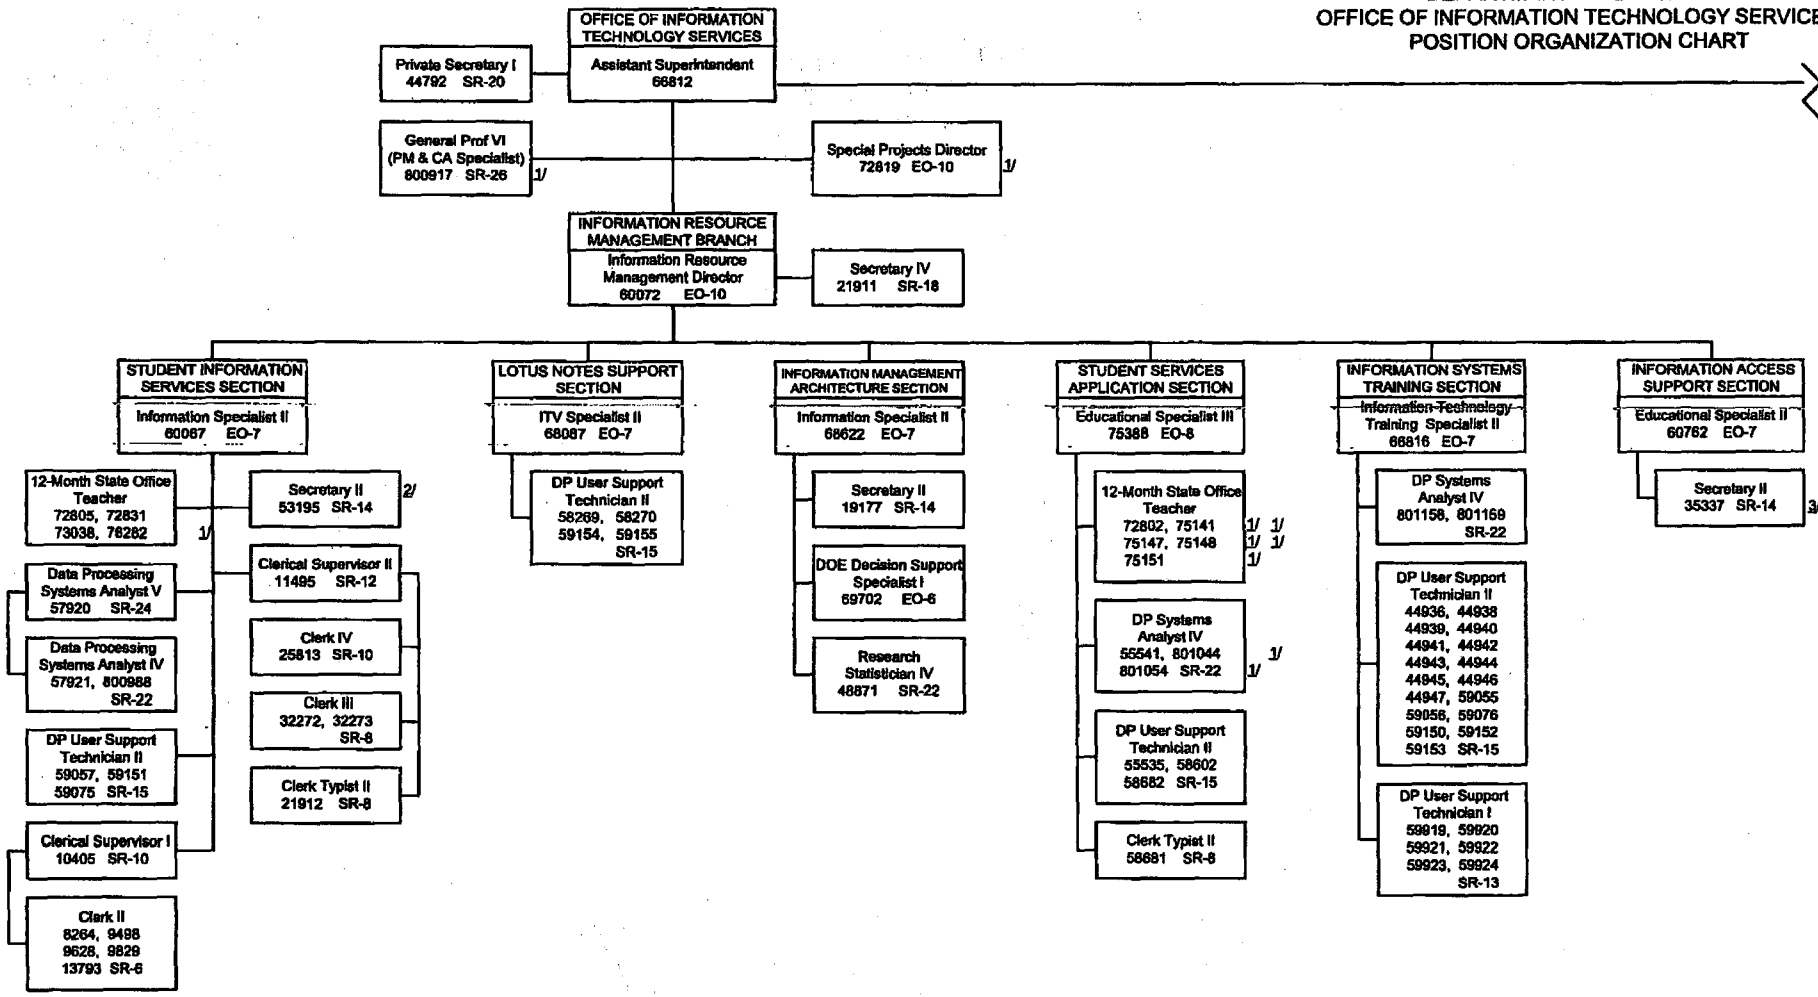 OFFICE OF INFORMATION TECHNOLOGY SERVICE
POSITION ORGANIZATION CHART
OFFICE OF INFORMATION
TECHNOLOGY SERVICES
Assistant Superintendent
66812
Private Secretary I
44792 SR-20
General Prof VI
(PM & CA Specialist)
800917 SR-26 1/
Special Projects Director
72819 EO-10 1/
INFORMATION RESOURCE
MANAGEMENT BRANCH
Information Resource
Management Director
60072 EO-10
Secretary IV
21911 SR-18
STUDENT INFORMATION
SERVICES SECTION
Information Specialist II
60067 EO-7
12-Month State Office
Teacher
72805, 72831
73038, 76282 1/
Secretary II 2/
53195 SR-14
Data Processing
Systems Analyst V
57920 SR-24
Data Processing
Systems Analyst IV
57921, 800988
SR-22
DP User Support
Technician II
59057, 59151
59075 SR-15
Clerical Supervisor I
10405 SR-10
Clerk II
8264, 9498
9628, 9829
13793 SR-6
Clerical Supervisor II
11495 SR-12
Clerk IV
25813 SR-10
Clerk III
32272, 32273
SR-8
Clerk Typist II
21912 SR-8
LOTUS NOTES SUPPORT
SECTION
ITV Specialist II
68087 EO-7
DP User Support
Technician II
58269, 58270
59154, 59155
SR-15
INFORMATION MANAGEMENT
ARCHITECTURE SECTION
Information Specialist II
68622 EO-7
Secretary II
19177 SR-14
DOE Decision Support
Specialist I
69702 EO-6
Research
Statistician IV
48871 SR-22
STUDENT SERVICES
APPLICATION SECTION
Educational Specialist III
75388 EO-8
12-Month State Office
Teacher
72802, 75141 1/ 1/
75147, 75148 1/ 1/
75151 1/
DP Systems
Analyst IV
55541, 801044 1/
801054 SR-22 1/
DP User Support
Technician II
55535, 58602
58682 SR-15
Clerk Typist II
58681 SR-8
INFORMATION SYSTEMS
TRAINING SECTION
Information Technology
Training Specialist II
66816 EO-7
DP Systems
Analyst IV
801158, 801159
SR-22
DP User Support
Technician II
44936, 44938
44939, 44940
44941, 44942
44943, 44944
44945, 44946
44947, 59055
59056, 59076
59150, 59152
59153 SR-15
DP User Support
Technician I
59919, 59920
59921, 59922
59923, 59924
SR-13
INFORMATION ACCESS
SUPPORT SECTION
Educational Specialist II
60762 EO-7
Secretary II
35337 SR-14 3/